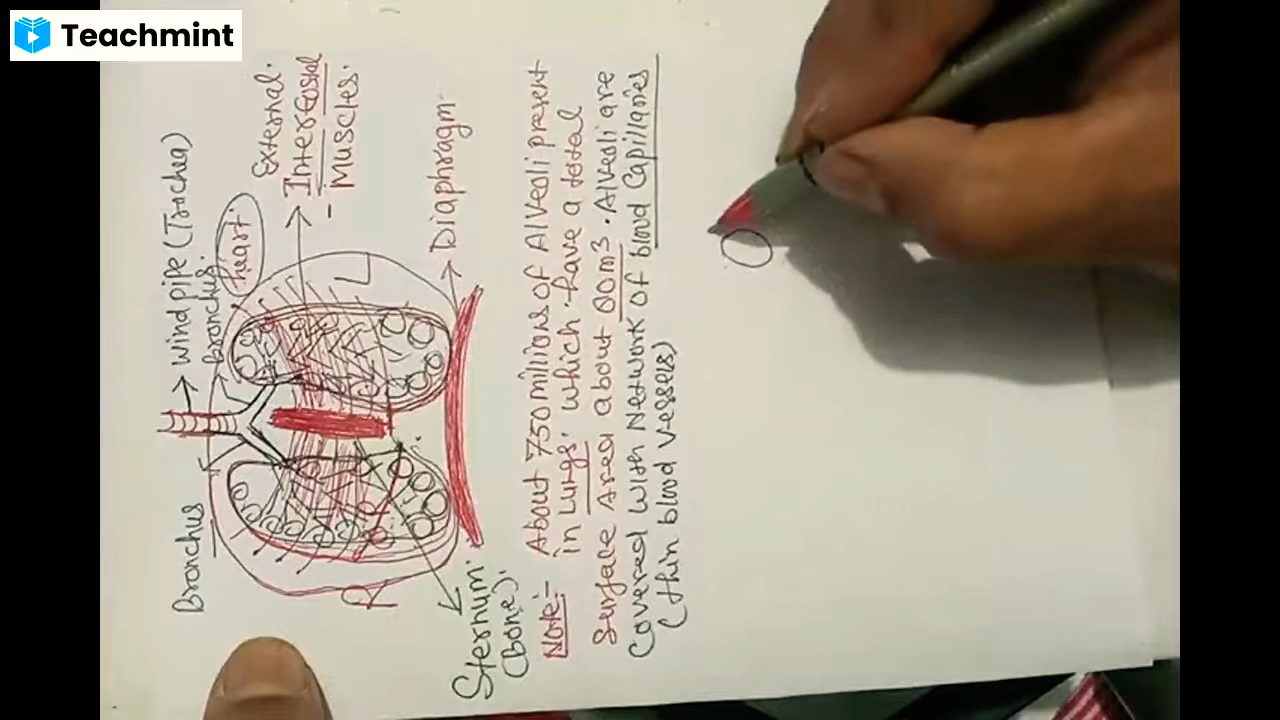 Teachmint
Wind pipe (Trachea)
Bronchus
bronchus.
heart.
External.
Intercostal
- Muscles.
L
R
Diaphragm
Sternum.
(bone).
Note:- About 750 millions of Alveoli present
in Lungs. which have a total
Surface Area about 80m3. Alveoli are
Covered with Network of blood Capillaries
(thin blood vessels)